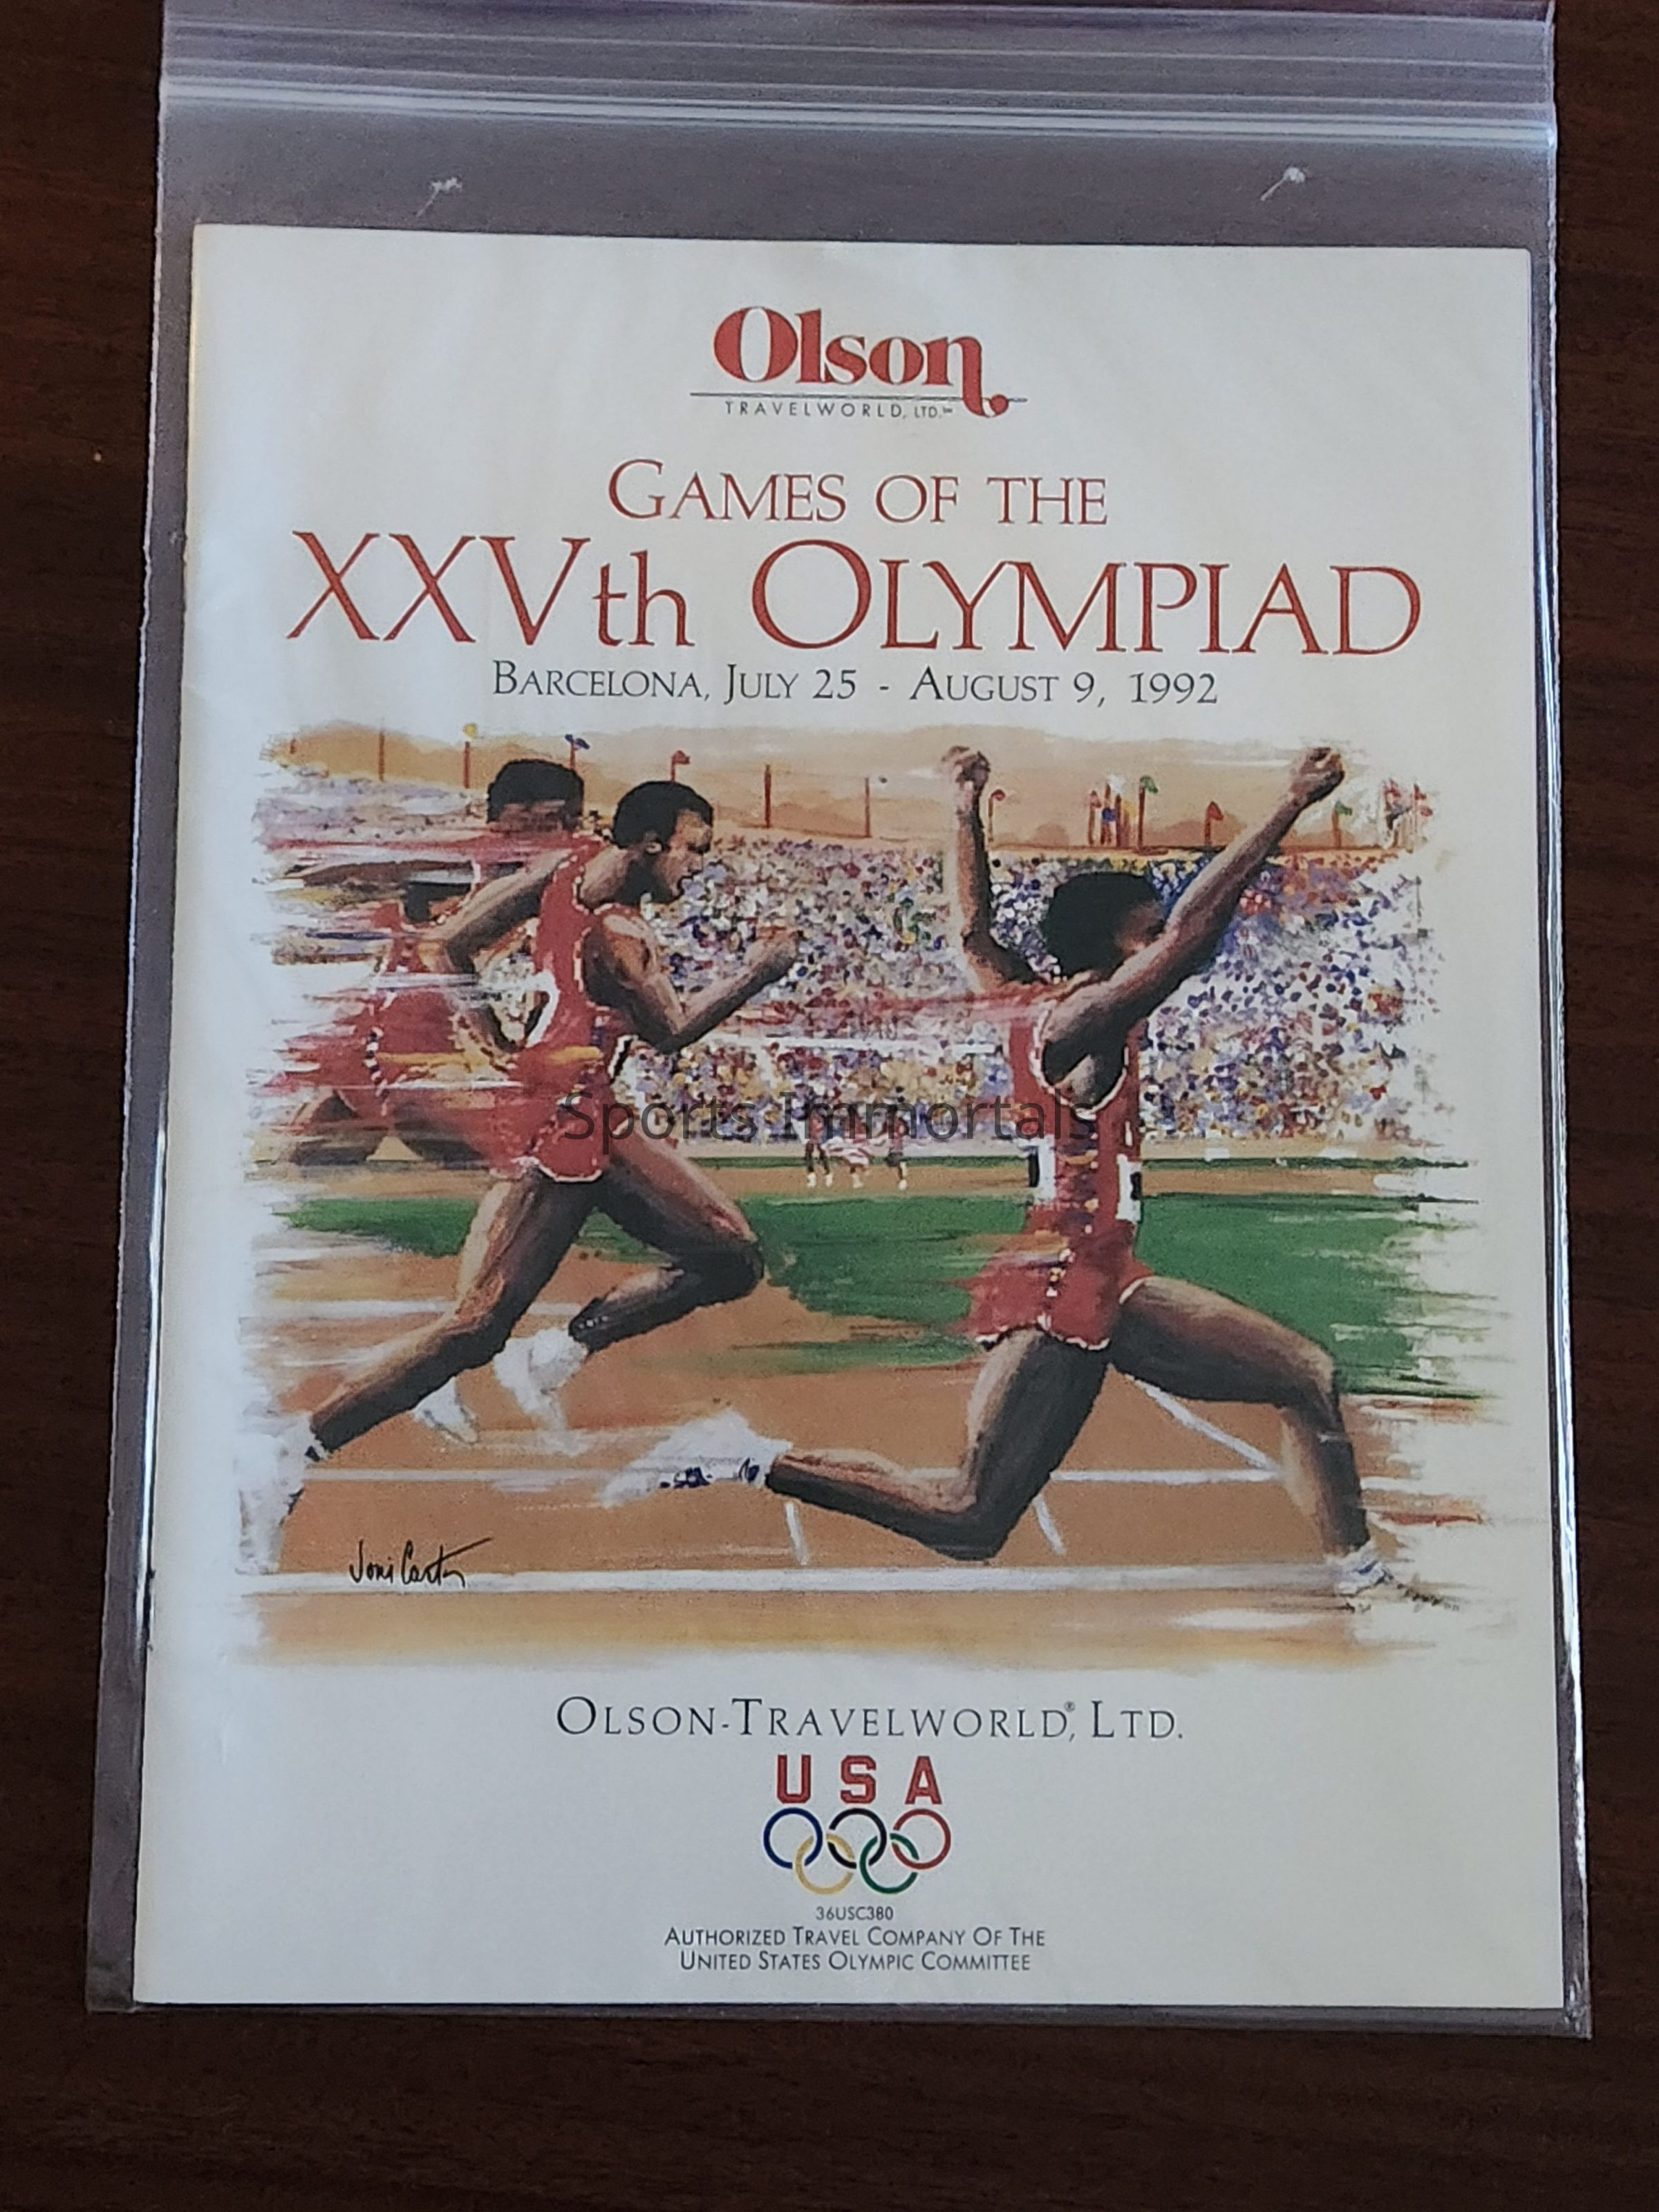 Olson
TRAVELWORLD, LTD.℠
GAMES OF THE
XXVth OLYMPIAD
BARCELONA, JULY 25 - AUGUST 9, 1992
Sports Immortals
Joni Carter
OLSON-TRAVELWORLD®, LTD.
USA
36USC380
AUTHORIZED TRAVEL COMPANY OF THE
UNITED STATES OLYMPIC COMMITTEE